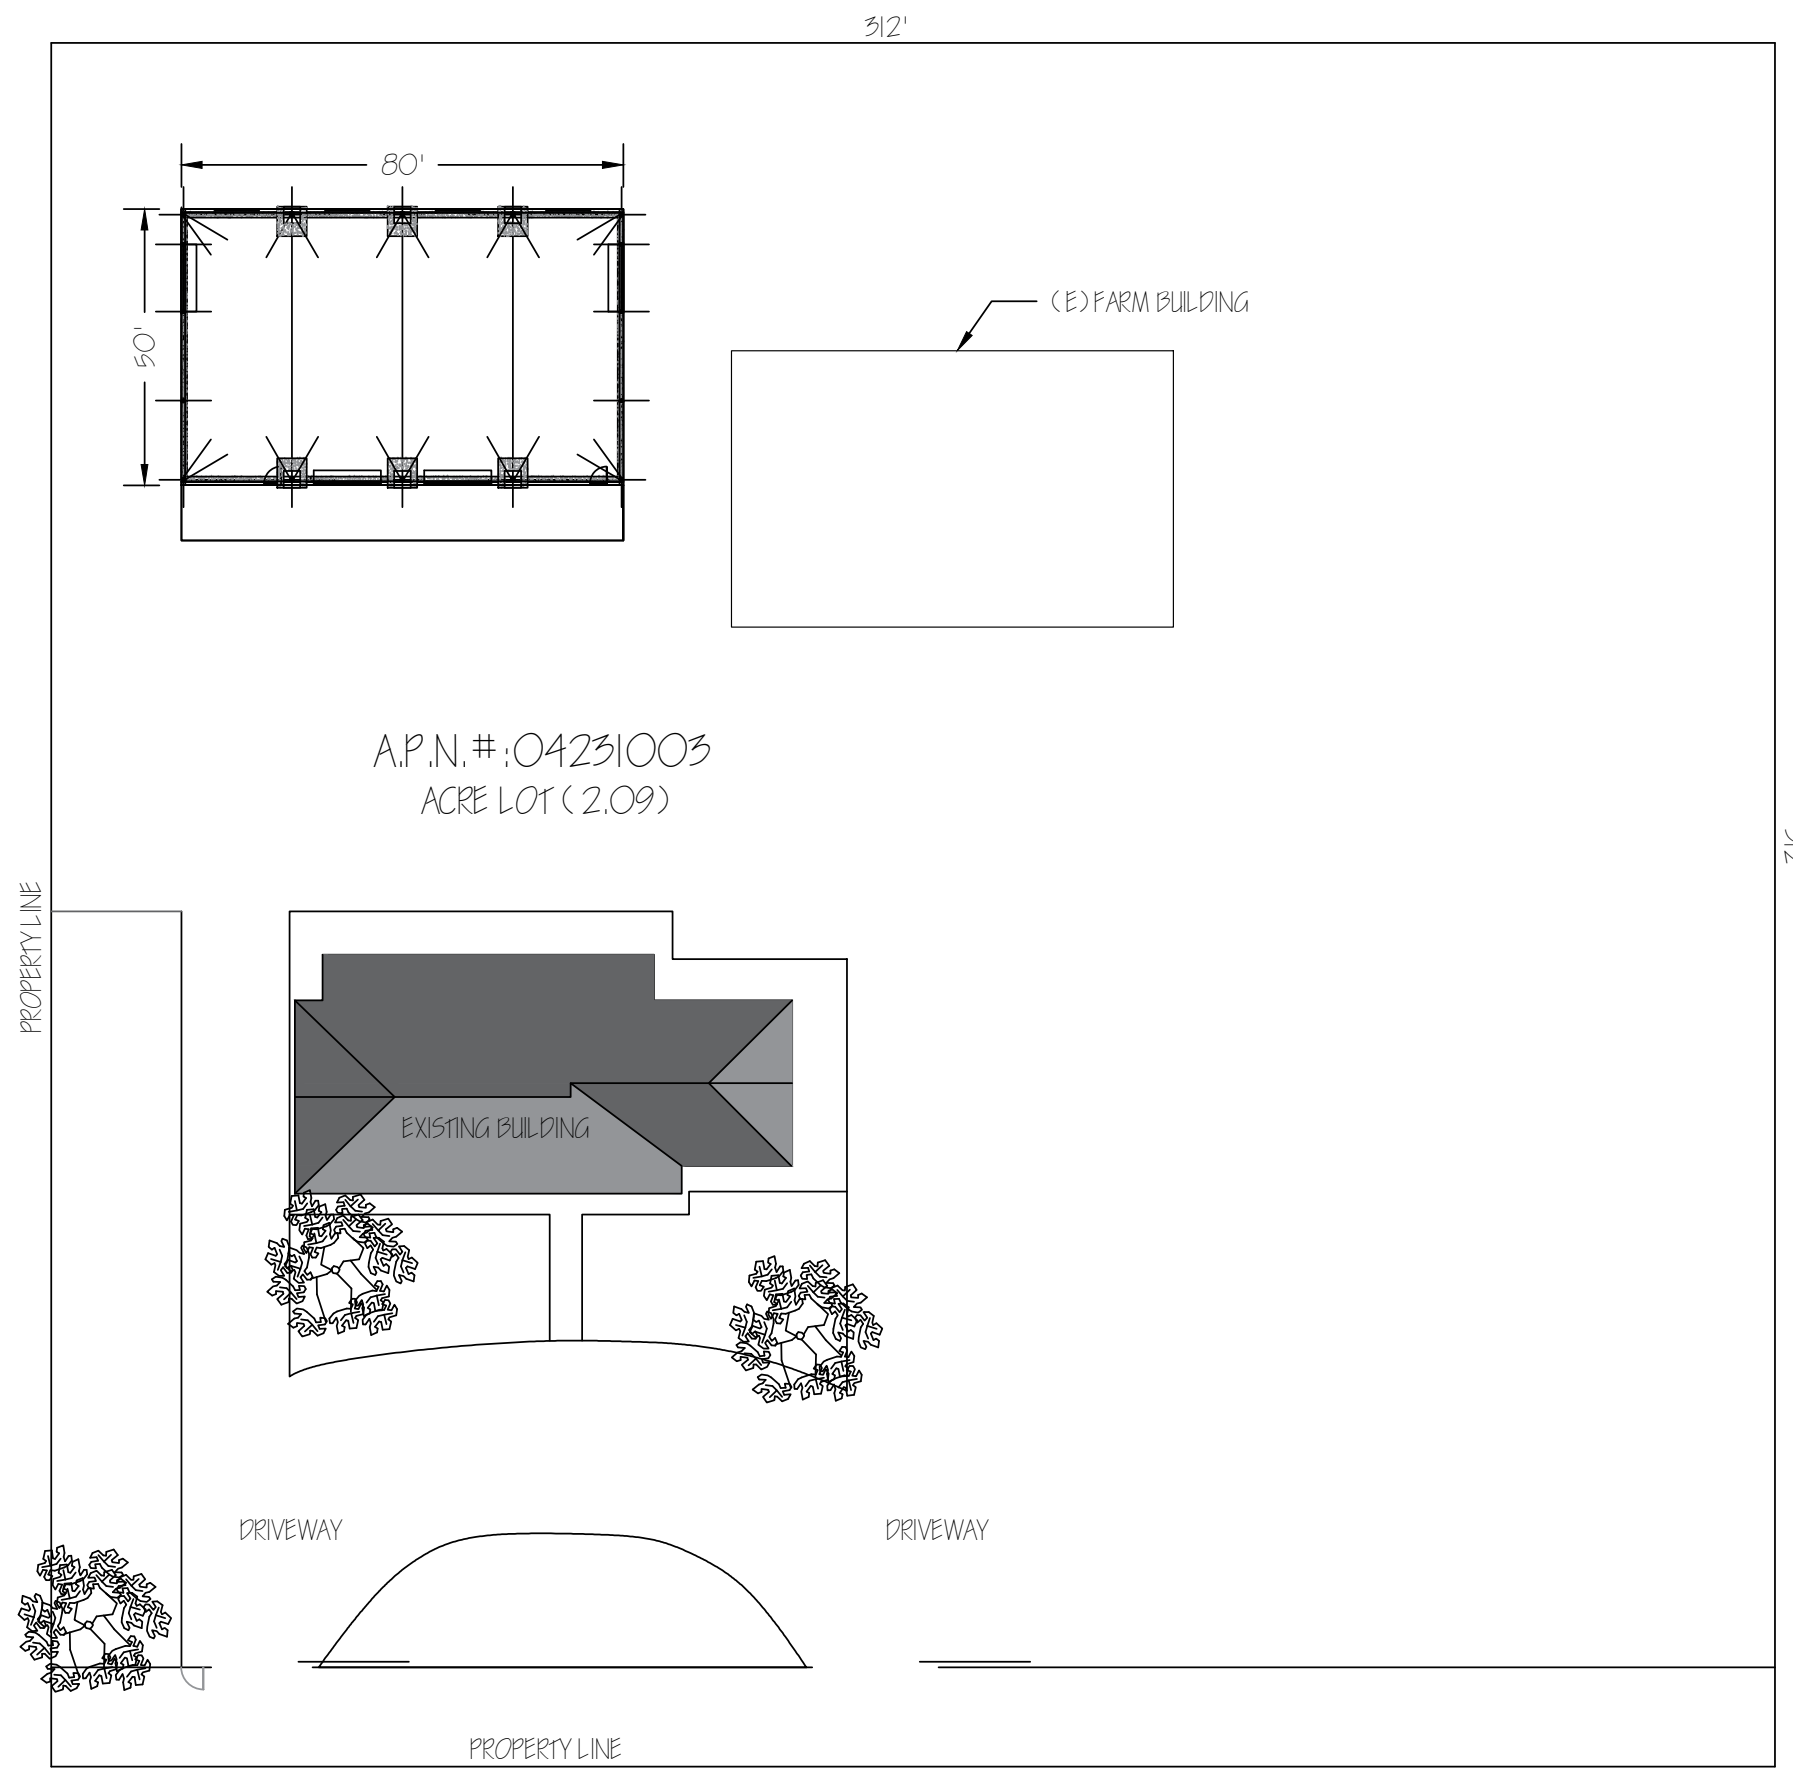 312'
80'
50'
(E) FARM BUILDING
A.P.N.#:04231003
ACRE LOT (2.09)
PROPERTY LINE
EXISTING BUILDING
DRIVEWAY
DRIVEWAY
PROPERTY LINE